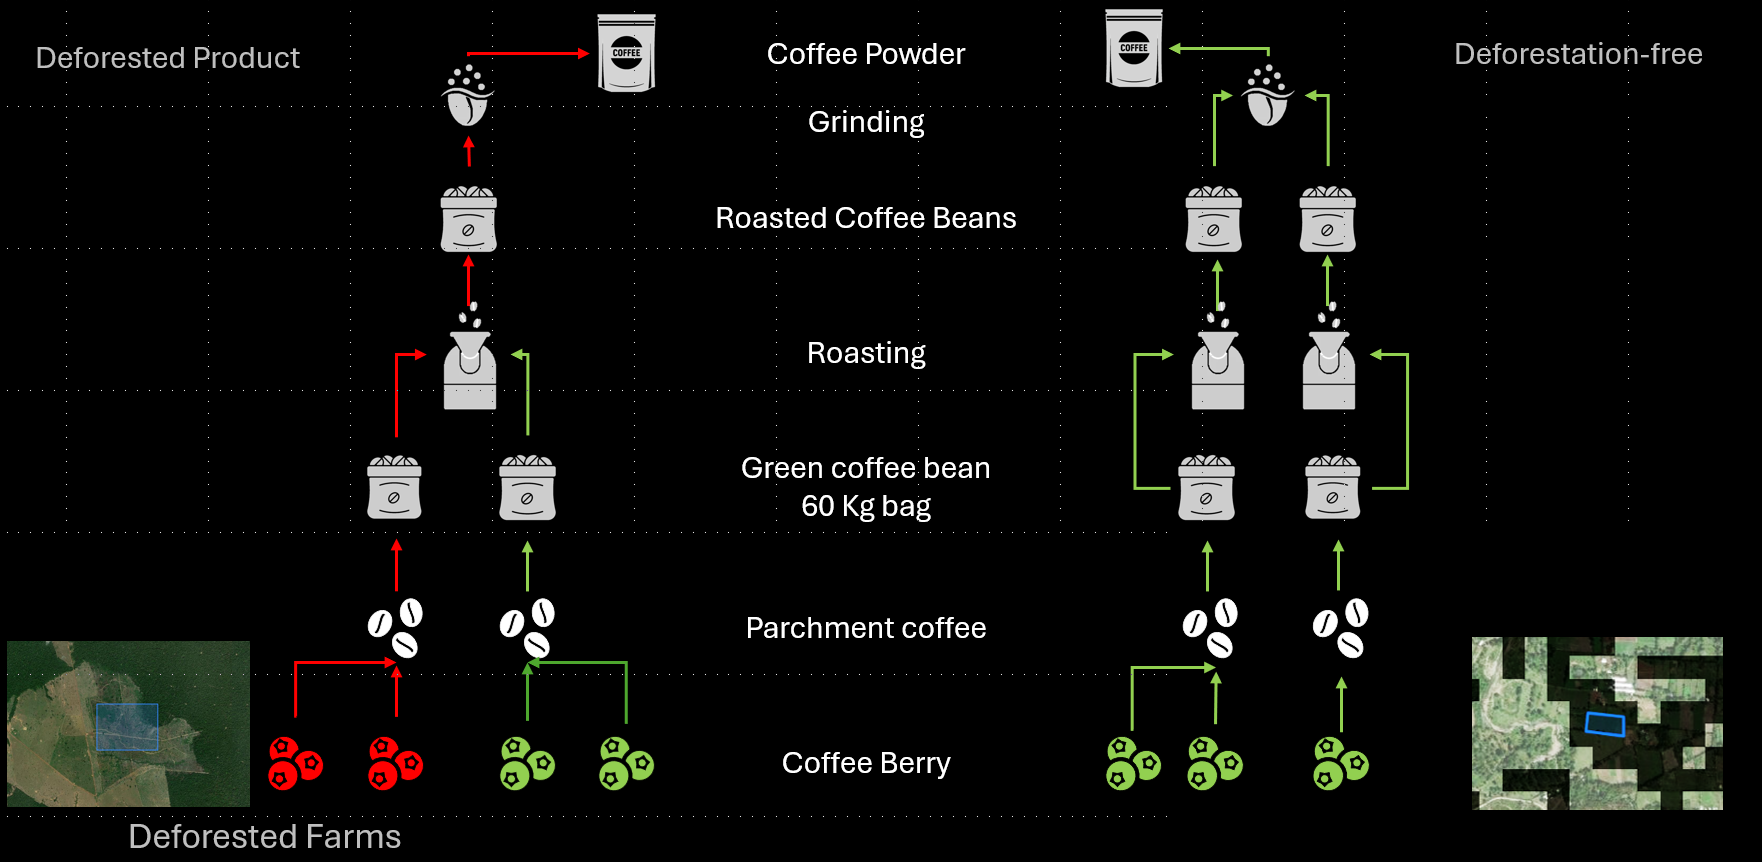 Deforested Product
COFFEE
Coffee Powder
COFFEE
Deforestation-free
Grinding
Roasted Coffee Beans
Roasting
Green coffee bean
60 Kg bag
Parchment coffee
Coffee Berry
Deforested Farms